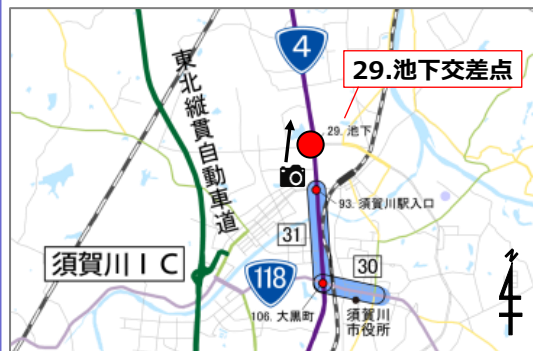 4
東北縦貫自動車道
29.池下交差点
29. 池下
93. 須賀川駅入口
31
須賀川ＩＣ
118
30
106. 大黒町
須賀川
市役所
N